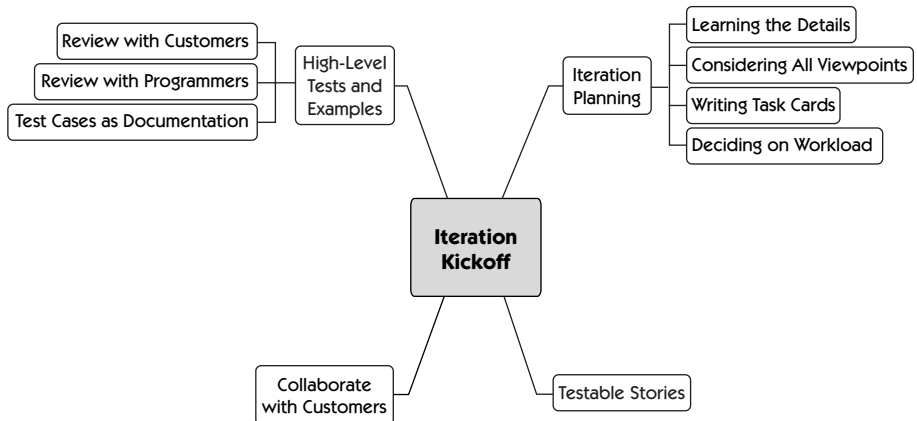 Review with Customers
Review with Programmers
Test Cases as Documentation
High-Level
Tests and
Examples
Iteration
Planning
Learning the Details
Considering All Viewpoints
Writing Task Cards
Deciding on Workload
Iteration
Kickoff
Collaborate
with Customers
Testable Stories